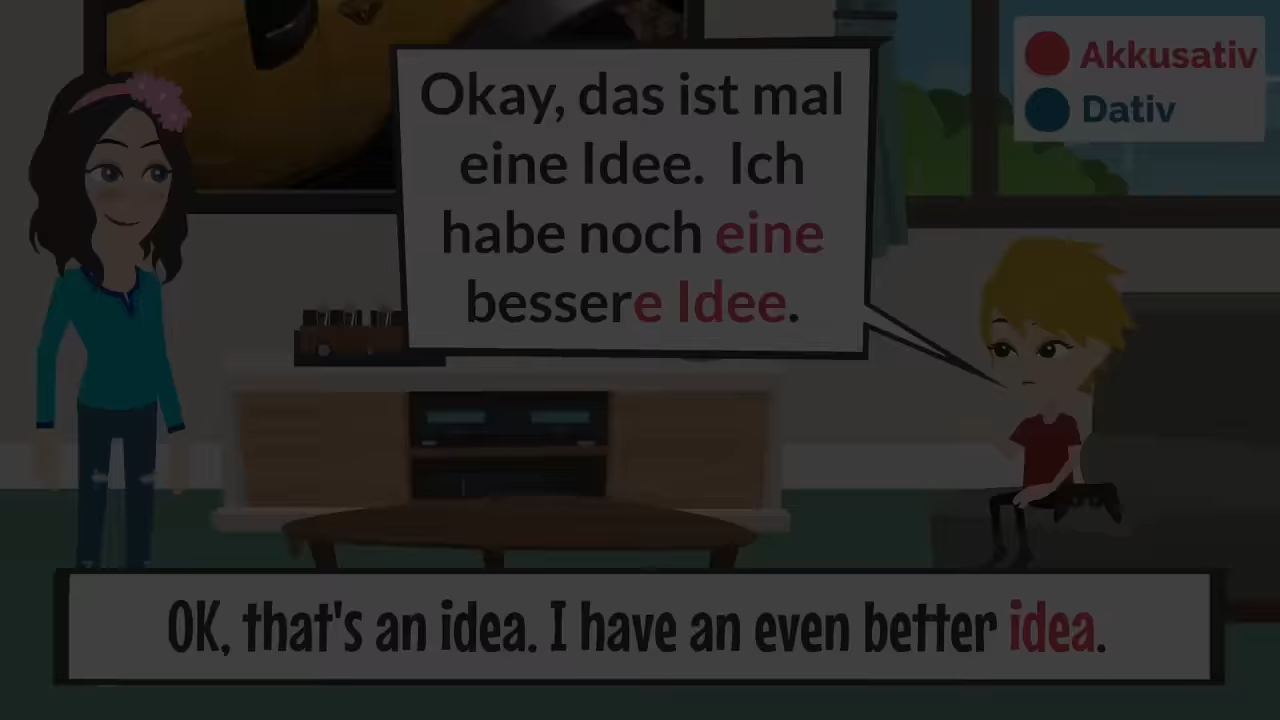 Akkusativ
Dativ
Okay, das ist mal
eine Idee. Ich
habe noch eine
bessere Idee.
OK, that's an idea. I have an even better idea.